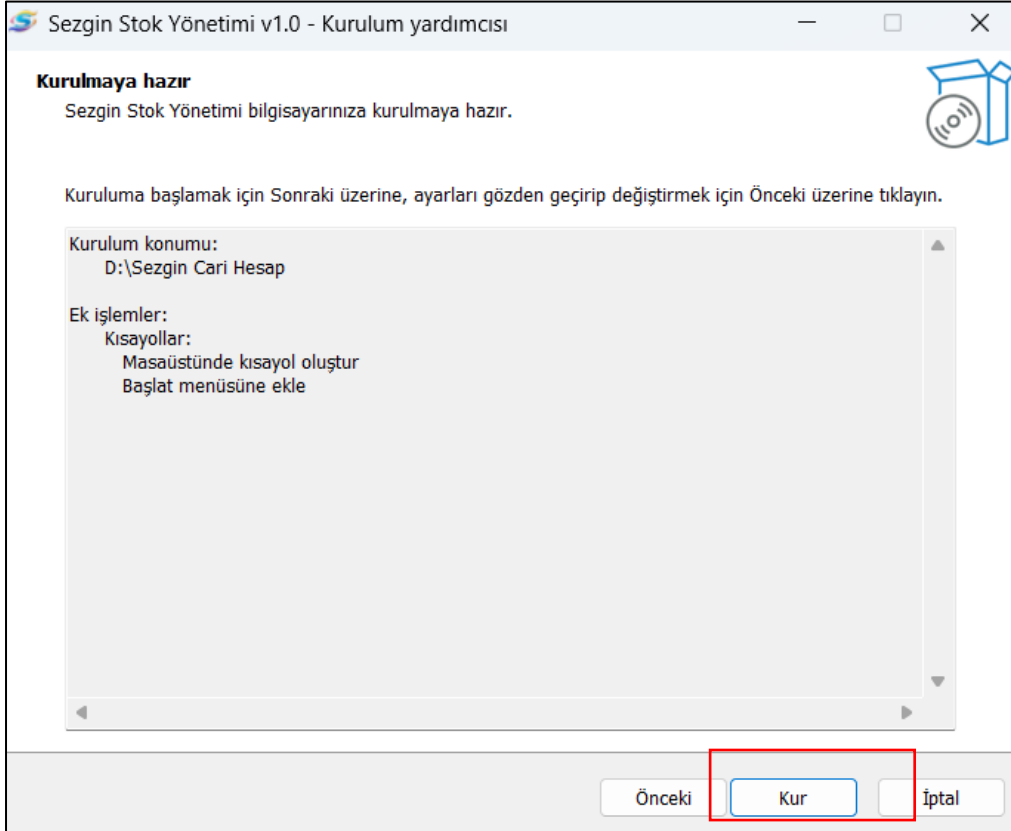 Sezgin Stok Yönetimi v1.0 - Kurulum yardımcısı
Kurulmaya hazır
Sezgin Stok Yönetimi bilgisayarınıza kurulmaya hazır.
Kuruluma başlamak için Sonraki üzerine, ayarları gözden geçirip değiştirmek için Önceki üzerine tıklayın.
Kurulum konumu:
D:\Sezgin Cari Hesap
Ek işlemler:
Kısayollar:
Masaüstünde kısayol oluştur
Başlat menüsüne ekle
Önceki Kur İptal